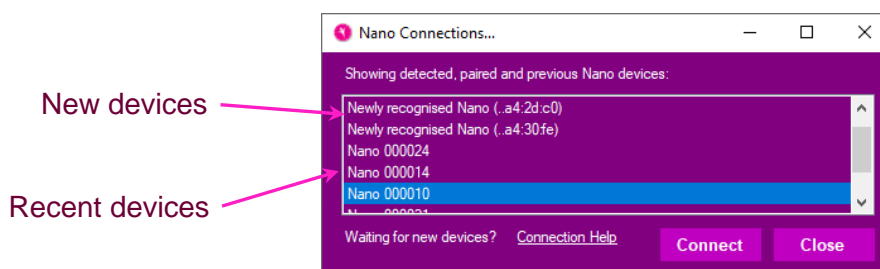 Nano Connections...
Showing detected, paired and previous Nano devices:
New devices
Newly recognised Nano (..a4:2d:c0)
Newly recognised Nano (..a4:30:fe)
Nano 000024
Nano 000014
Nano 000010
Recent devices
Waiting for new devices? Connection Help Connect Close